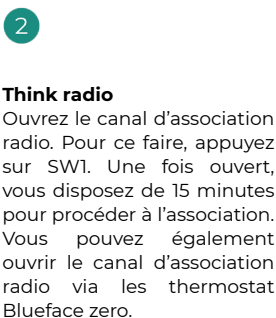 2
Think radio
Ouvrez le canal d’association
radio. Pour ce faire, appuyez
sur SW1. Une fois ouvert,
vous disposez de 15 minutes
pour procéder à l’association.
Vous pouvez également
ouvrir le canal d’association
radio via les thermostat
Blueface zero.